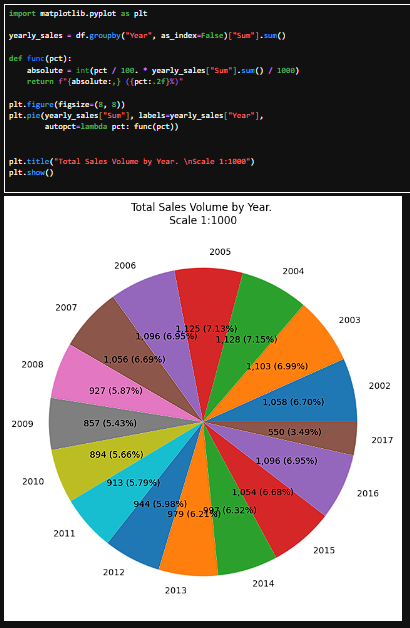 import matplotlib.pyplot as plt
yearly_sales = df.groupby("Year", as_index=False)["Sum"].sum()
def func(pct):
    absolute = int(pct / 100. * yearly_sales["Sum"].sum() / 1000)
    return f"{absolute:,} ({pct:.2f}%)"
plt.figure(figsize=(8, 8))
plt.pie(yearly_sales["Sum"], labels=yearly_sales["Year"],
        autopct=lambda pct: func(pct))
plt.title("Total Sales Volume by Year. \nScale 1:1000")
plt.show()
Total Sales Volume by Year.
Scale 1:1000
2005
2006
2004
2007
2003
1,125 (7.13%)
1,096 (6.95%)
1,128 (7.15%)
1,056 (6.69%)
2008
1,103 (6.99%)
2002
927 (5.87%)
1,058 (6.70%)
2009
857 (5.43%)
550 (3.49%)
2017
894 (5.66%)
1,096 (6.95%)
2010
913 (5.79%)
1,054 (6.68%)
2016
944 (5.98%)
979 (6.21%)
997 (6.32%)
2011
2015
2012
2013
2014